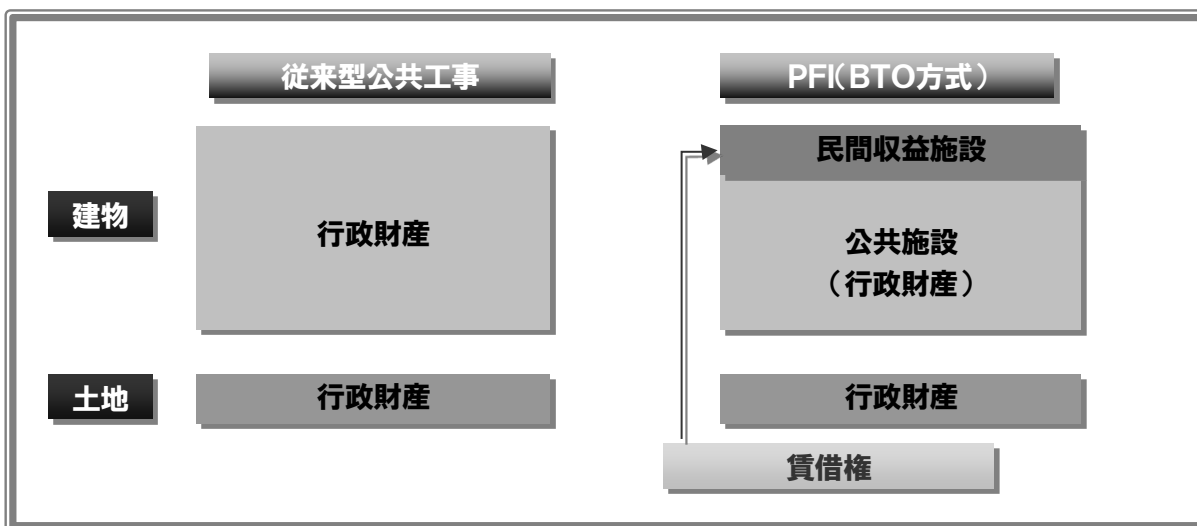 従来型公共工事
PFI(BTO方式)
民間収益施設
建物
行政財産
公共施設
(行政財産)
土地
行政財産
行政財産
賃借権